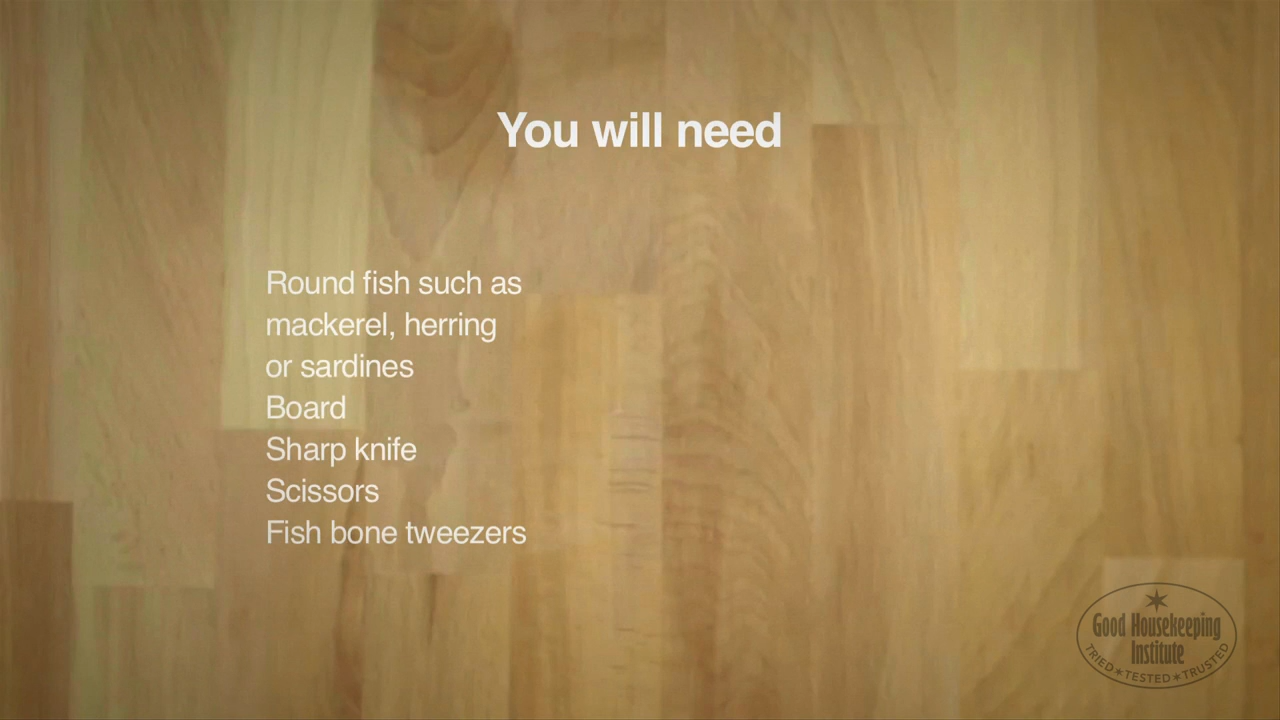 You will need
Round fish such as
mackerel, herring
or sardines
Board
Sharp knife
Scissors
Fish bone tweezers
Good Housekeeping
Institute
TRIED★TESTED★TRUSTED